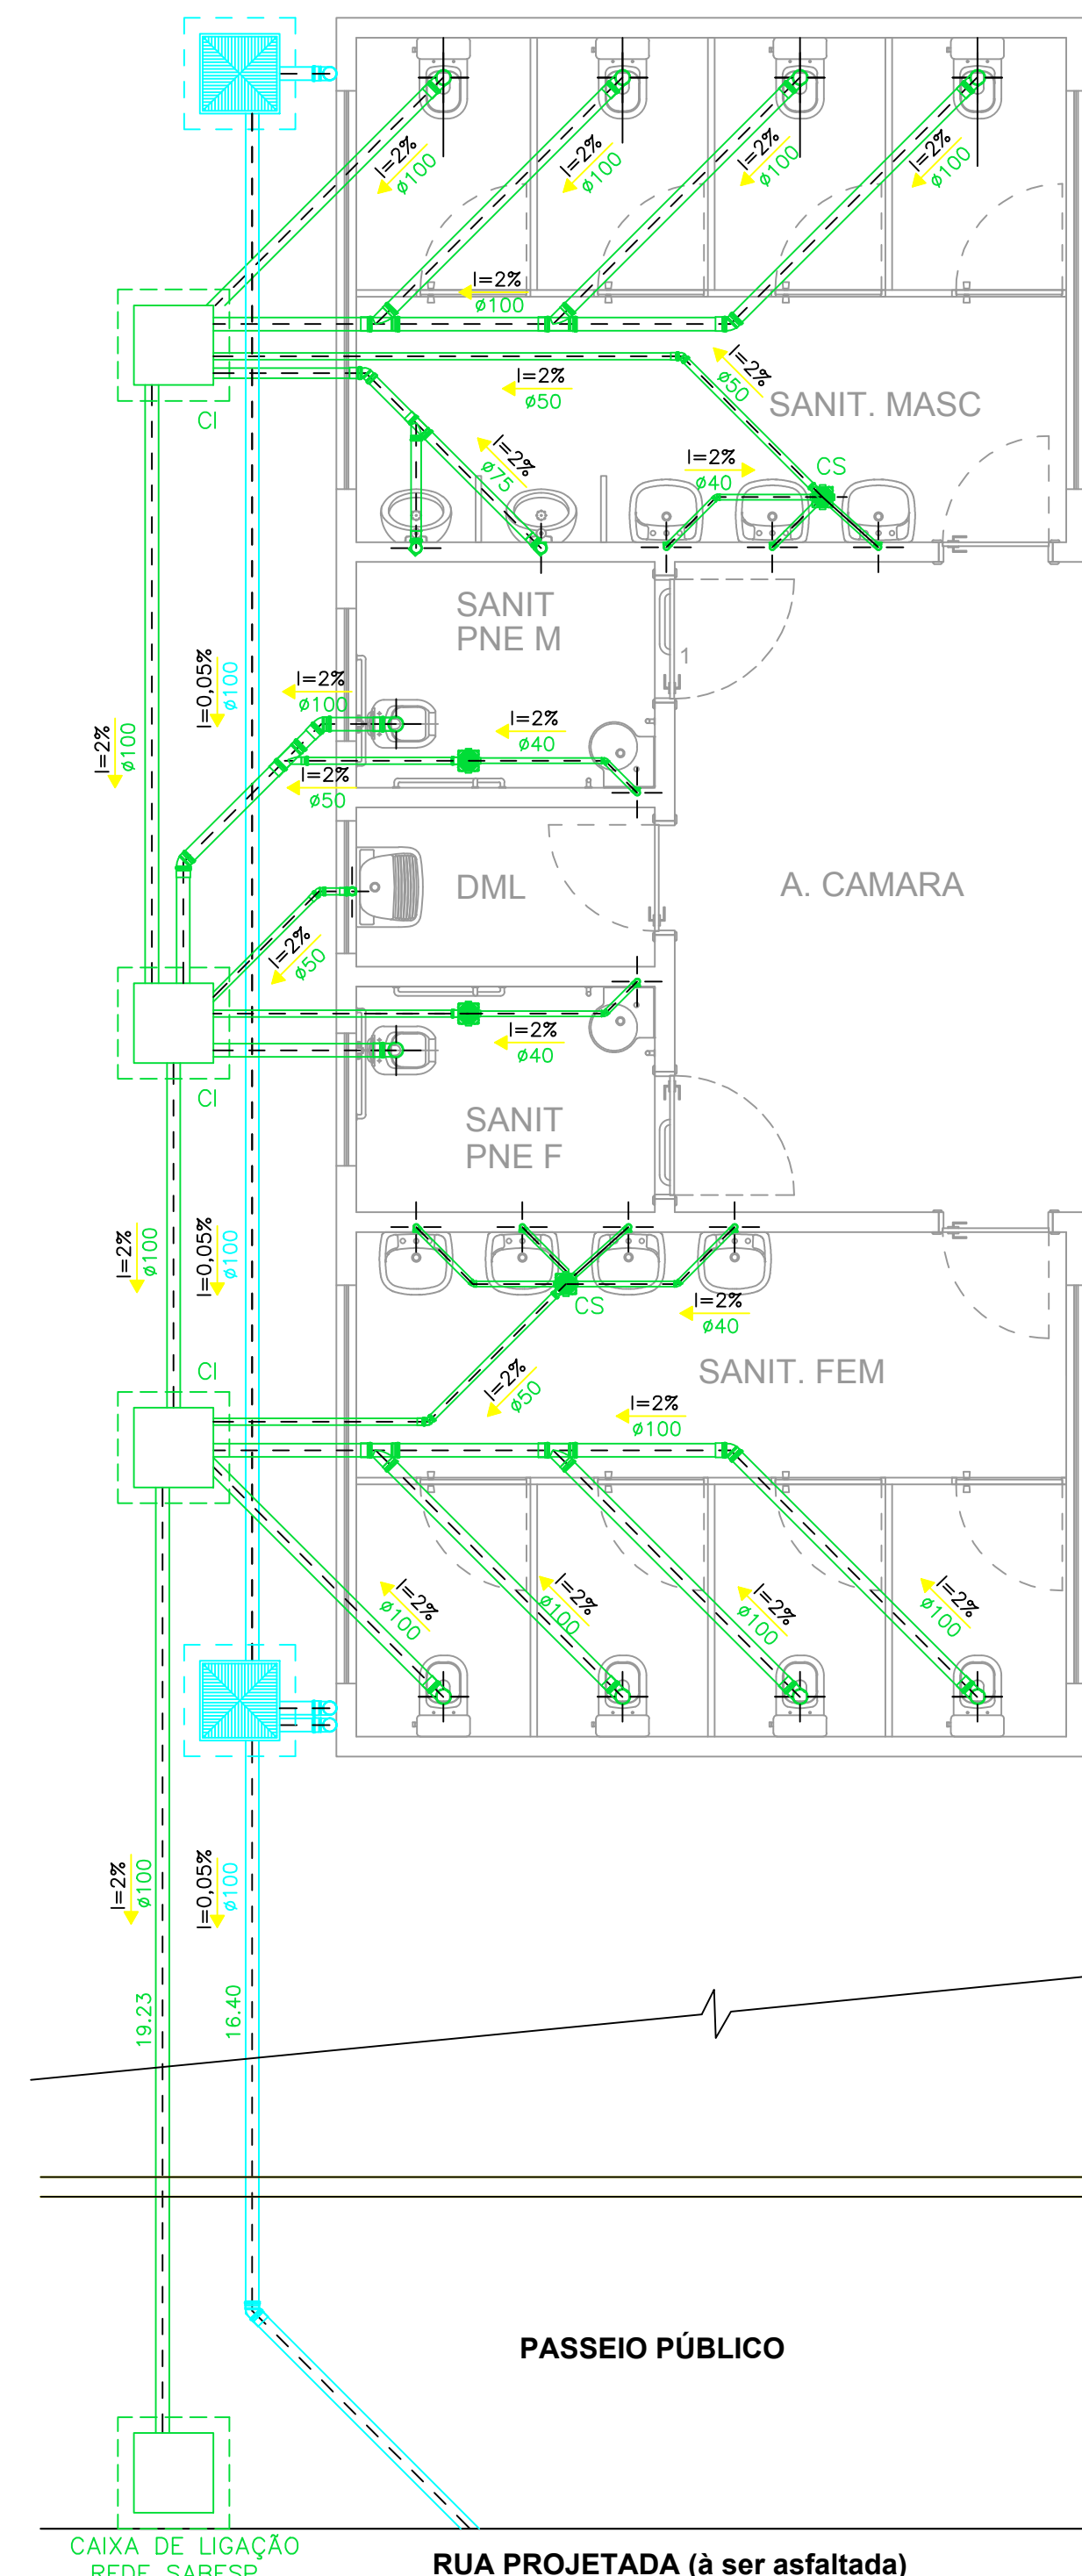 I=2%
ø100
I=2%
ø100
I=2%
ø100
I=2%
ø100
I=2%
ø100
I=2%
ø50
I=2%
ø50
SANIT. MASC
CI
I=2%
ø75
I=2%
ø40
CS
SANIT
PNE M
1
I=0,05%
ø100
I=2%
ø100
I=2%
ø100
I=2%
ø40
I=2%
ø50
DML
A. CAMARA
I=2%
ø50
I=2%
ø40
CI
SANIT
PNE F
I=2%
ø100
I=0,05%
ø100
CS
I=2%
ø40
CI
SANIT. FEM
I=2%
ø50
I=2%
ø100
I=2%
ø100
I=2%
ø100
I=2%
ø100
I=2%
ø100
I=2%
ø100
I=0,05%
ø100
19.23
16.40
PASSEIO PÚBLICO
CAIXA DE LIGAÇÃO
REDE SABESP
RUA PROJETADA (à ser asfaltada)